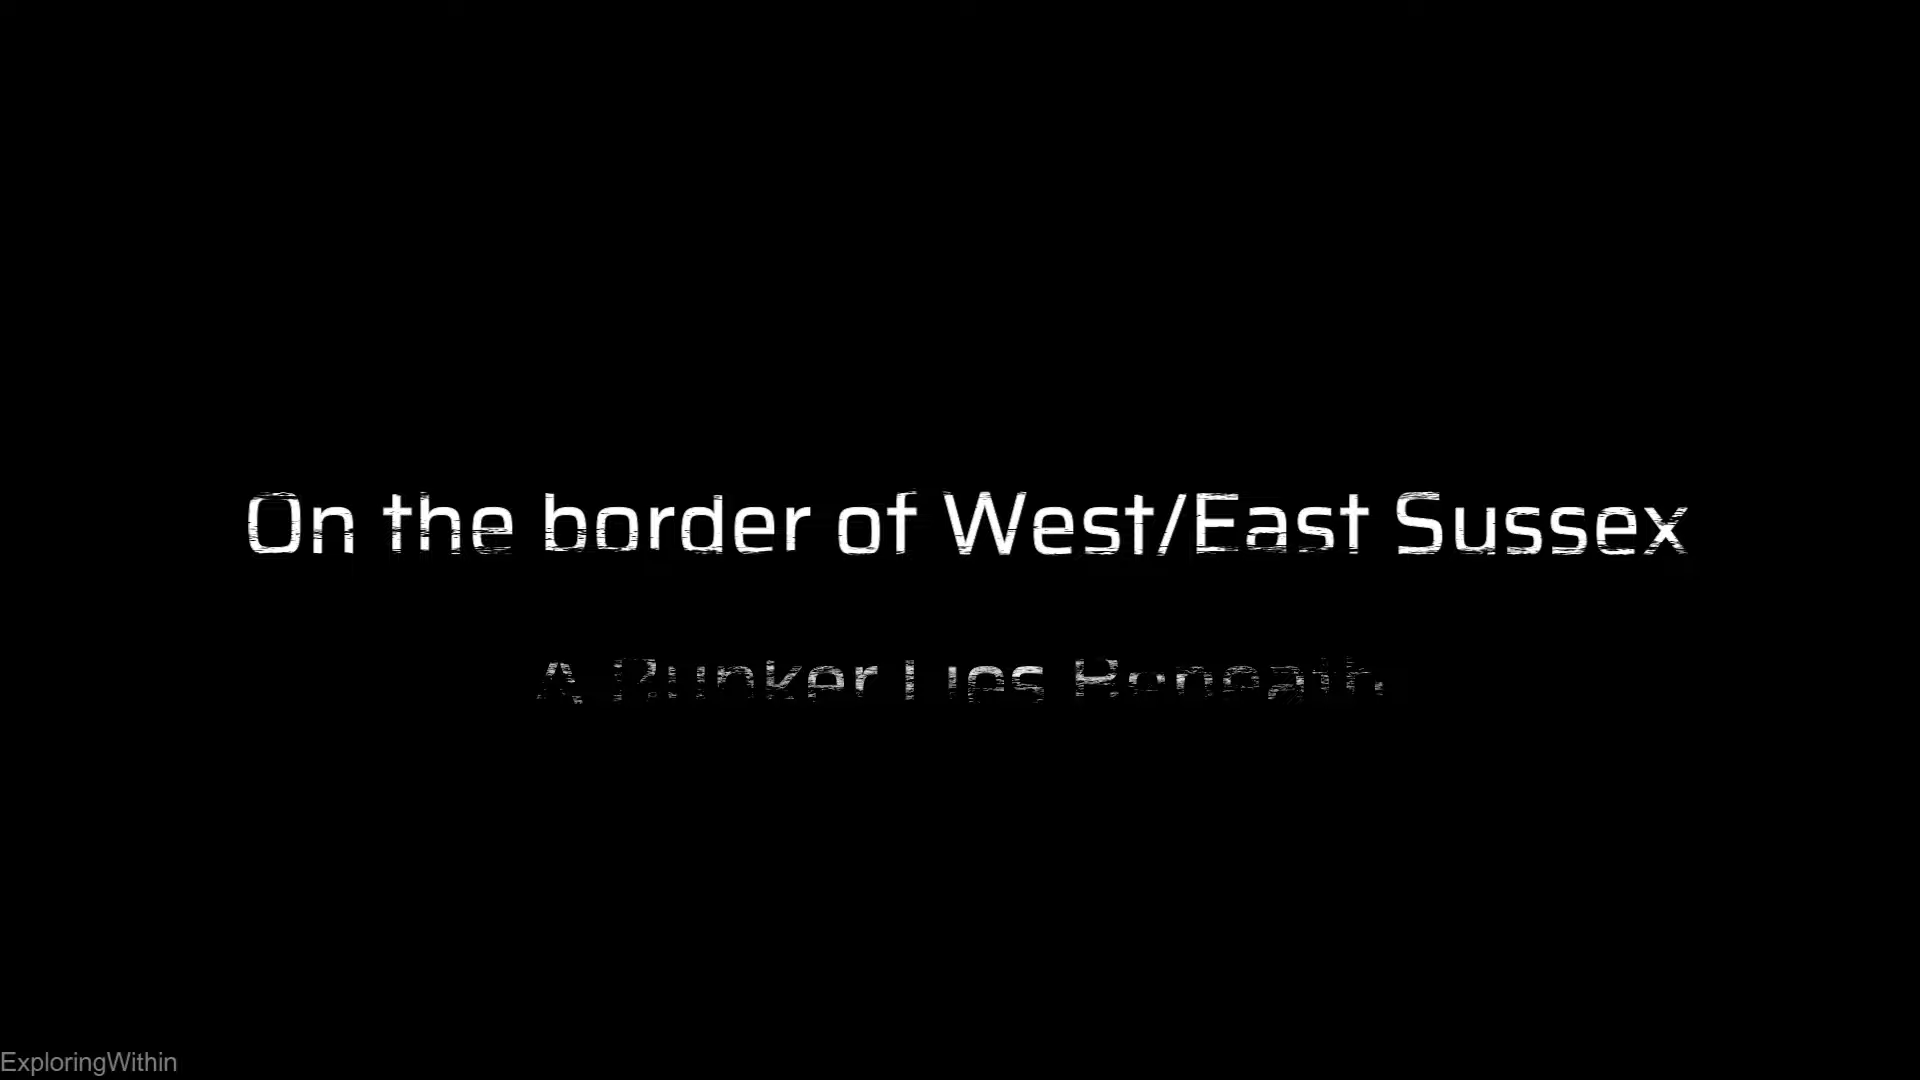 On the border of West/East Sussex
A Bunker Lies Beneath
ExploringWithin